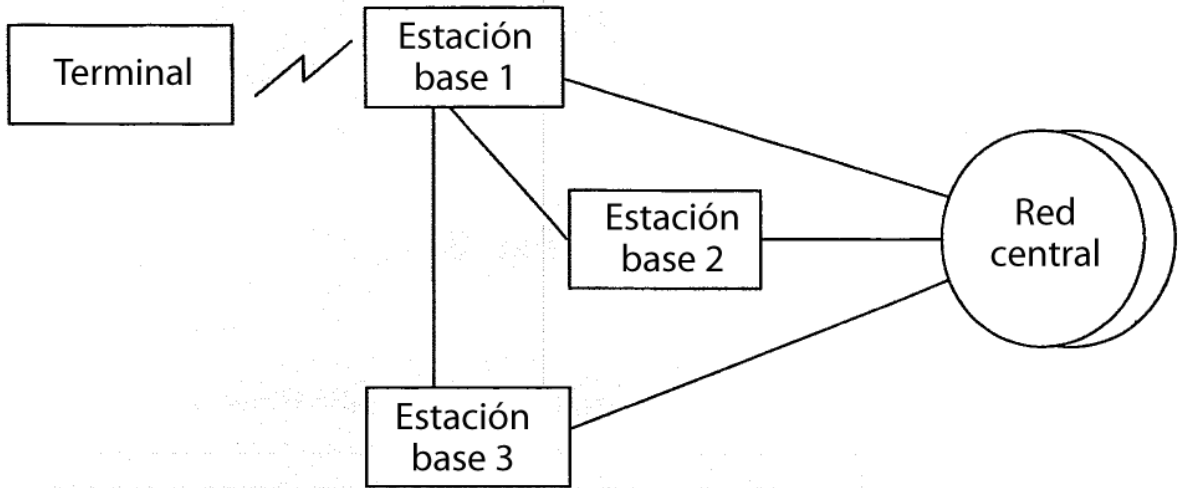 Terminal
Estación
base 1
Estación
base 2
Red
central
Estación
base 3